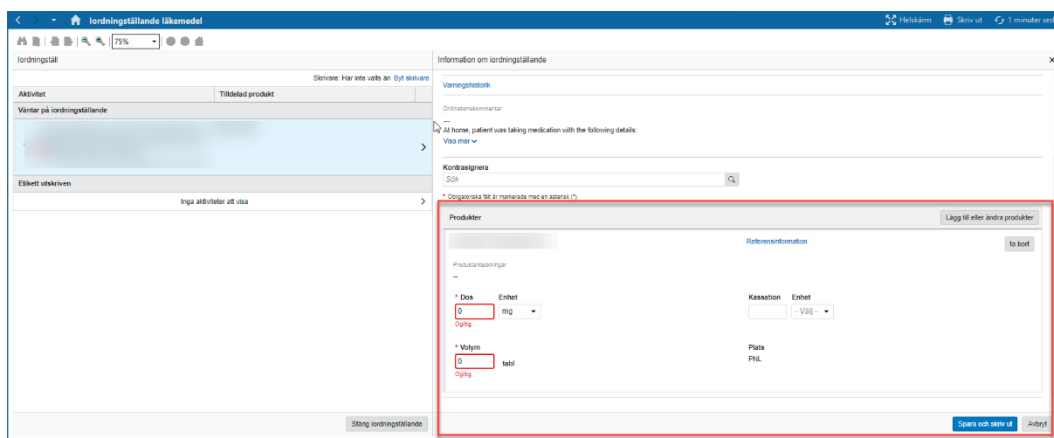 Iordningställande läkemedel
Helskärm Skriv ut 1 minuter sed
75%
Iordningställ
Skrivare: Har inte valts än Byt skrivare
Aktivitet Tilldelad produkt
Väntar på iordningställande
Etikett utskriven
Inga aktiviteter att visa
Stäng iordningställande
Information om iordningställande
Varningshistorik
Ordinationskommentar
—
At home, patient was taking medication with the following details:
Visa mer
Kontrasignera
Sök
* Obligatoriska fält är markerade med en asterisk (*).
Produkter Lägg till eller ändra produkter
Referensinformation ta bort
Produktanteckningar
--
* Dos Enhet Kassation Enhet
0 mg - Välj -
Ogiltig
* Volym Plats
0 tabl PNL
Ogiltig
Spara och skriv ut Avbryt